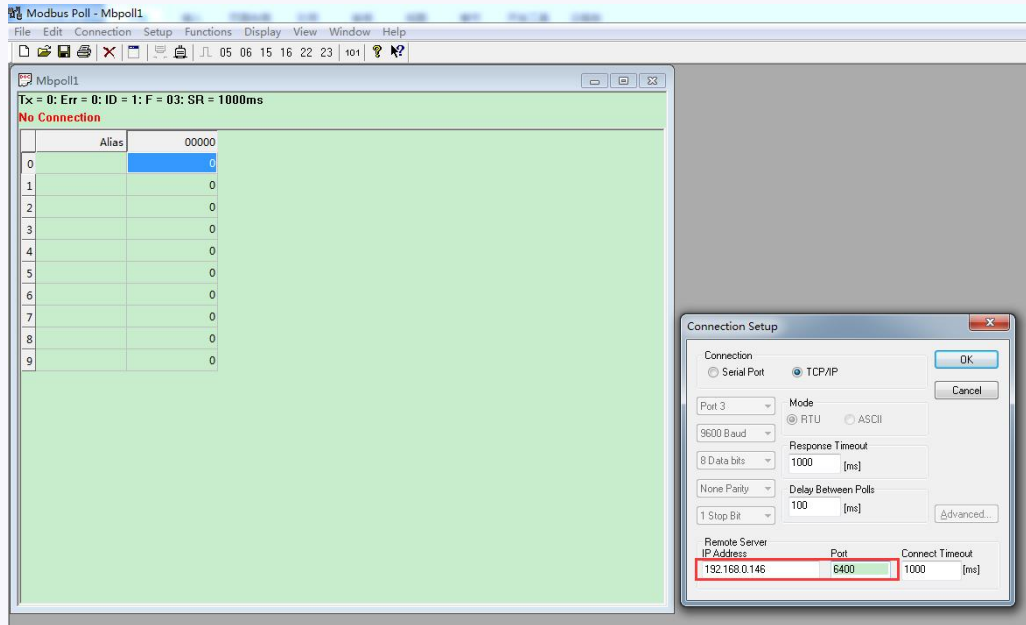 Modbus Poll - Mbpoll1
File Edit Connection Setup Functions Display View Window Help
05 06 15 16 22 23 101
Mbpoll1
Tx = 0: Err = 0: ID = 1: F = 03: SR = 1000ms
No Connection
Alias 00000
0 0
1 0
2 0
3 0
4 0
5 0
6 0
7 0
8 0
9 0
Connection Setup
Connection
Serial Port TCP/IP
OK
Cancel
Port 3
Mode
RTU ASCII
9600 Baud
Response Timeout
8 Data bits 1000 [ms]
None Parity Delay Between Polls
1 Stop Bit 100 [ms] Advanced...
Remote Server
IP Address Port Connect Timeout
192.168.0.146 6400 1000 [ms]